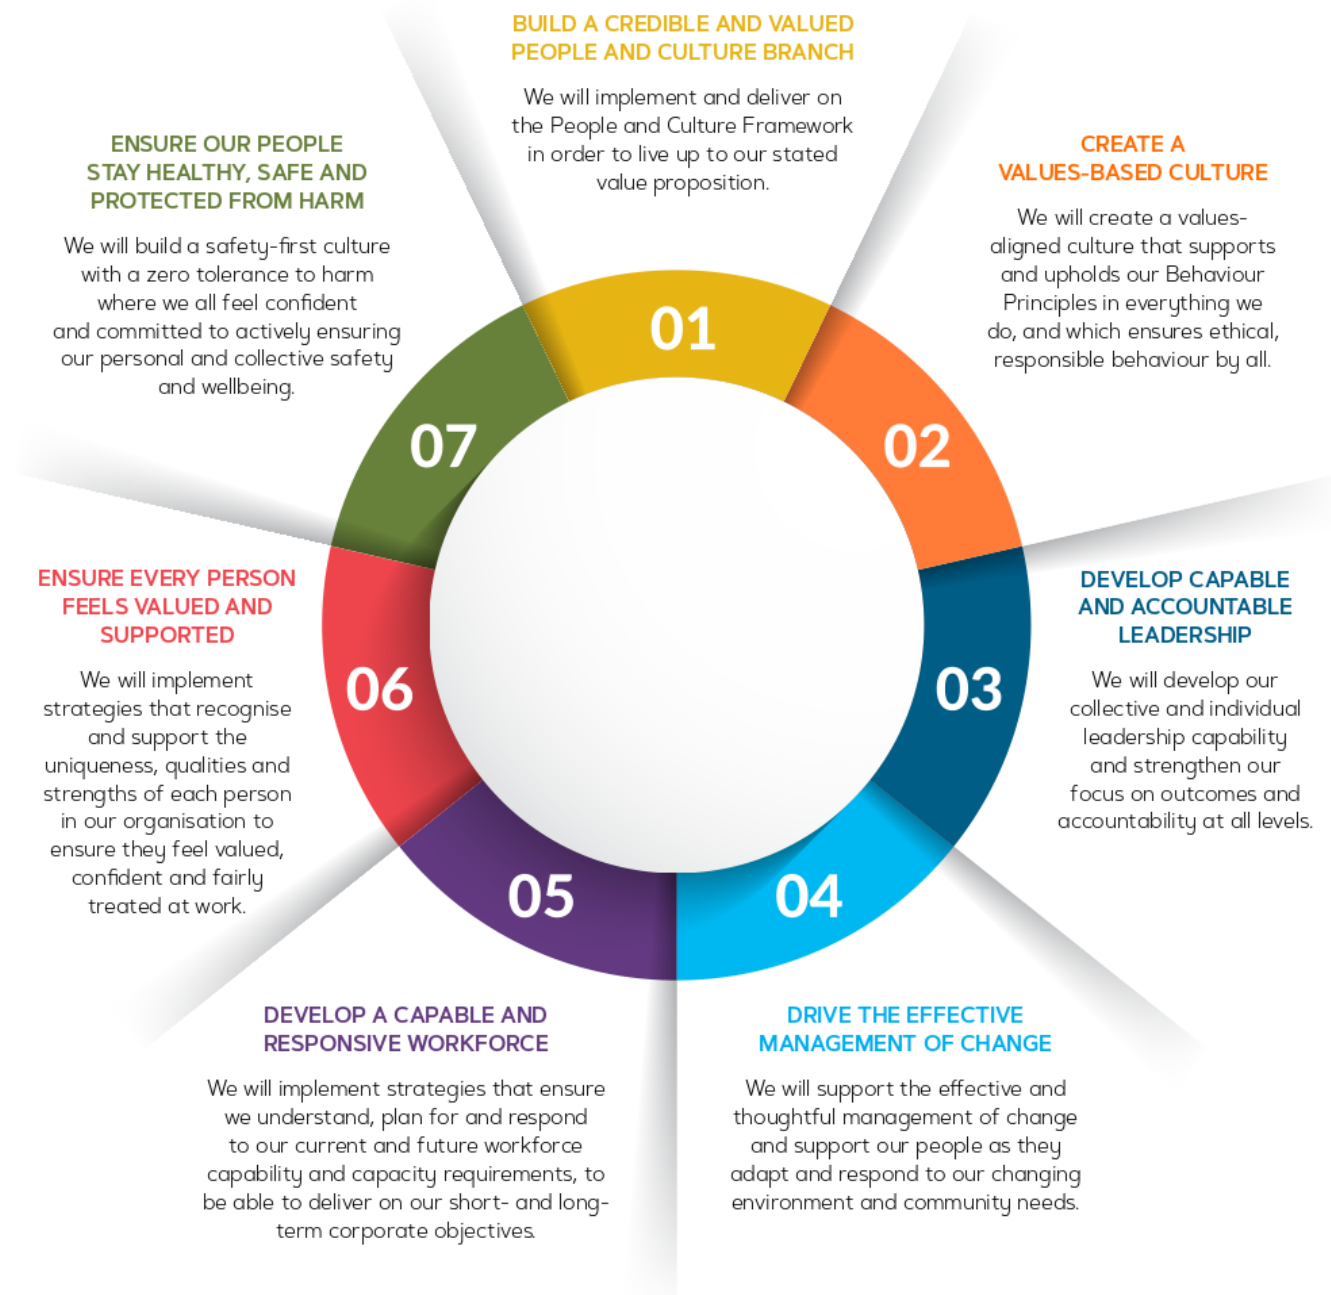 BUILD A CREDIBLE AND VALUED
PEOPLE AND CULTURE BRANCH
We will implement and deliver on
the People and Culture Framework
in order to live up to our stated
value proposition.
01
CREATE A
VALUES-BASED CULTURE
We will create a values-
aligned culture that supports
and upholds our Behaviour
Principles in everything we
do, and which ensures ethical,
responsible behaviour by all.
02
DEVELOP CAPABLE
AND ACCOUNTABLE
LEADERSHIP
We will develop our
collective and individual
leadership capability
and strengthen our
focus on outcomes and
accountability at all levels.
03
DRIVE THE EFFECTIVE
MANAGEMENT OF CHANGE
We will support the effective and
thoughtful management of change
and support our people as they
adapt and respond to our changing
environment and community needs.
04
DEVELOP A CAPABLE AND
RESPONSIVE WORKFORCE
We will implement strategies that ensure
we understand, plan for and respond
to our current and future workforce
capability and capacity requirements, to
be able to deliver on our short- and long-
term corporate objectives.
05
ENSURE EVERY PERSON
FEELS VALUED AND
SUPPORTED
We will implement
strategies that recognise
and support the
uniqueness, qualities and
strengths of each person
in our organisation to
ensure they feel valued,
confident and fairly
treated at work.
06
ENSURE OUR PEOPLE
STAY HEALTHY, SAFE AND
PROTECTED FROM HARM
We will build a safety-first culture
with a zero tolerance to harm
where we all feel confident
and committed to actively ensuring
our personal and collective safety
and wellbeing.
07